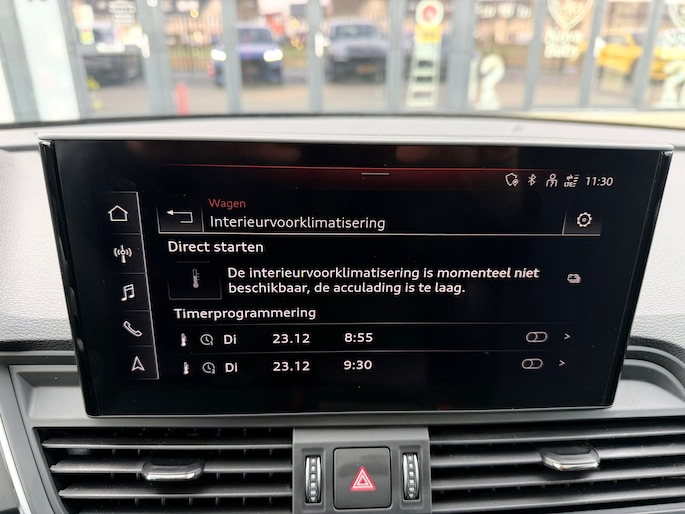 11:30
Wagen
Interieurvoorklimatisering
Direct starten
De interieurvoorklimatisering is momenteel niet
beschikbaar, de acculading is te laag.
Timerprogrammering
Di 23.12 8:55 >
Di 23.12 9:30 >